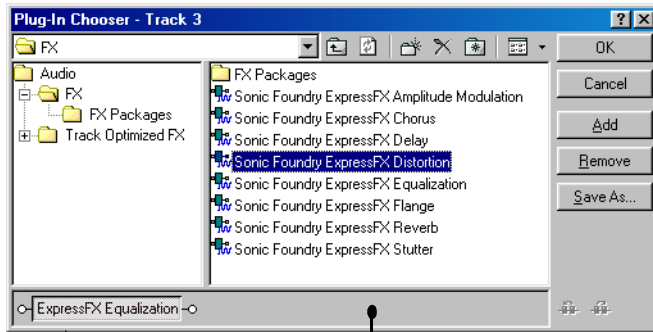 Plug-In Chooser - Track 3
FX
OK
Cancel
Add
Remove
Save As...
Audio
FX
FX Packages
Track Optimized FX
FX Packages
Sonic Foundry ExpressFX Amplitude Modulation
Sonic Foundry ExpressFX Chorus
Sonic Foundry ExpressFX Delay
Sonic Foundry ExpressFX Distortion
Sonic Foundry ExpressFX Equalization
Sonic Foundry ExpressFX Flange
Sonic Foundry ExpressFX Reverb
Sonic Foundry ExpressFX Stutter
ExpressFX Equalization